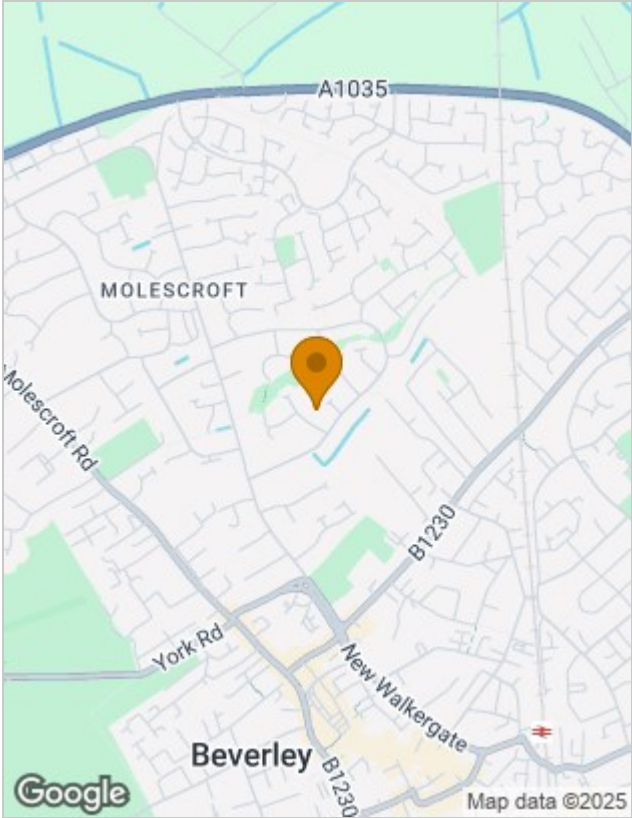 A1035
MOLESCROFT
Molescroft Rd
B1230
York Rd
New Walkergate
Beverley
B1230
Google
Map data ©2025